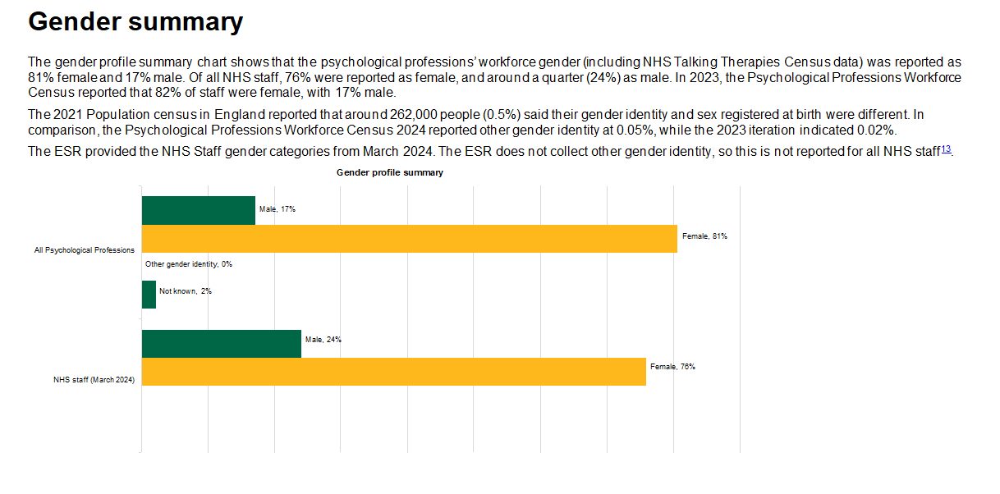 Gender summary
The gender profile summary chart shows that the psychological professions' workforce gender (including NHS Talking Therapies Census data) was reported as
81% female and 17% male. Of all NHS staff, 76% were reported as female, and around a quarter (24%) as male. In 2023, the Psychological Professions Workforce
Census reported that 82% of staff were female, with 17% male.
The 2021 Population census in England reported that around 262,000 people (0.5%) said their gender identity and sex registered at birth were different. In
comparison, the Psychological Professions Workforce Census 2024 reported other gender identity at 0.05%, while the 2023 iteration indicated 0.02%.
The ESR provided the NHS Staff gender categories from March 2024. The ESR does not collect other gender identity, so this is not reported for all NHS staff13.
Gender profile summary
Male, 17%
Female, 81%
All Psychological Professions
Other gender identity, 0%
Not known, 2%
Male, 24%
Female, 76%
NHS staff (March 2024)